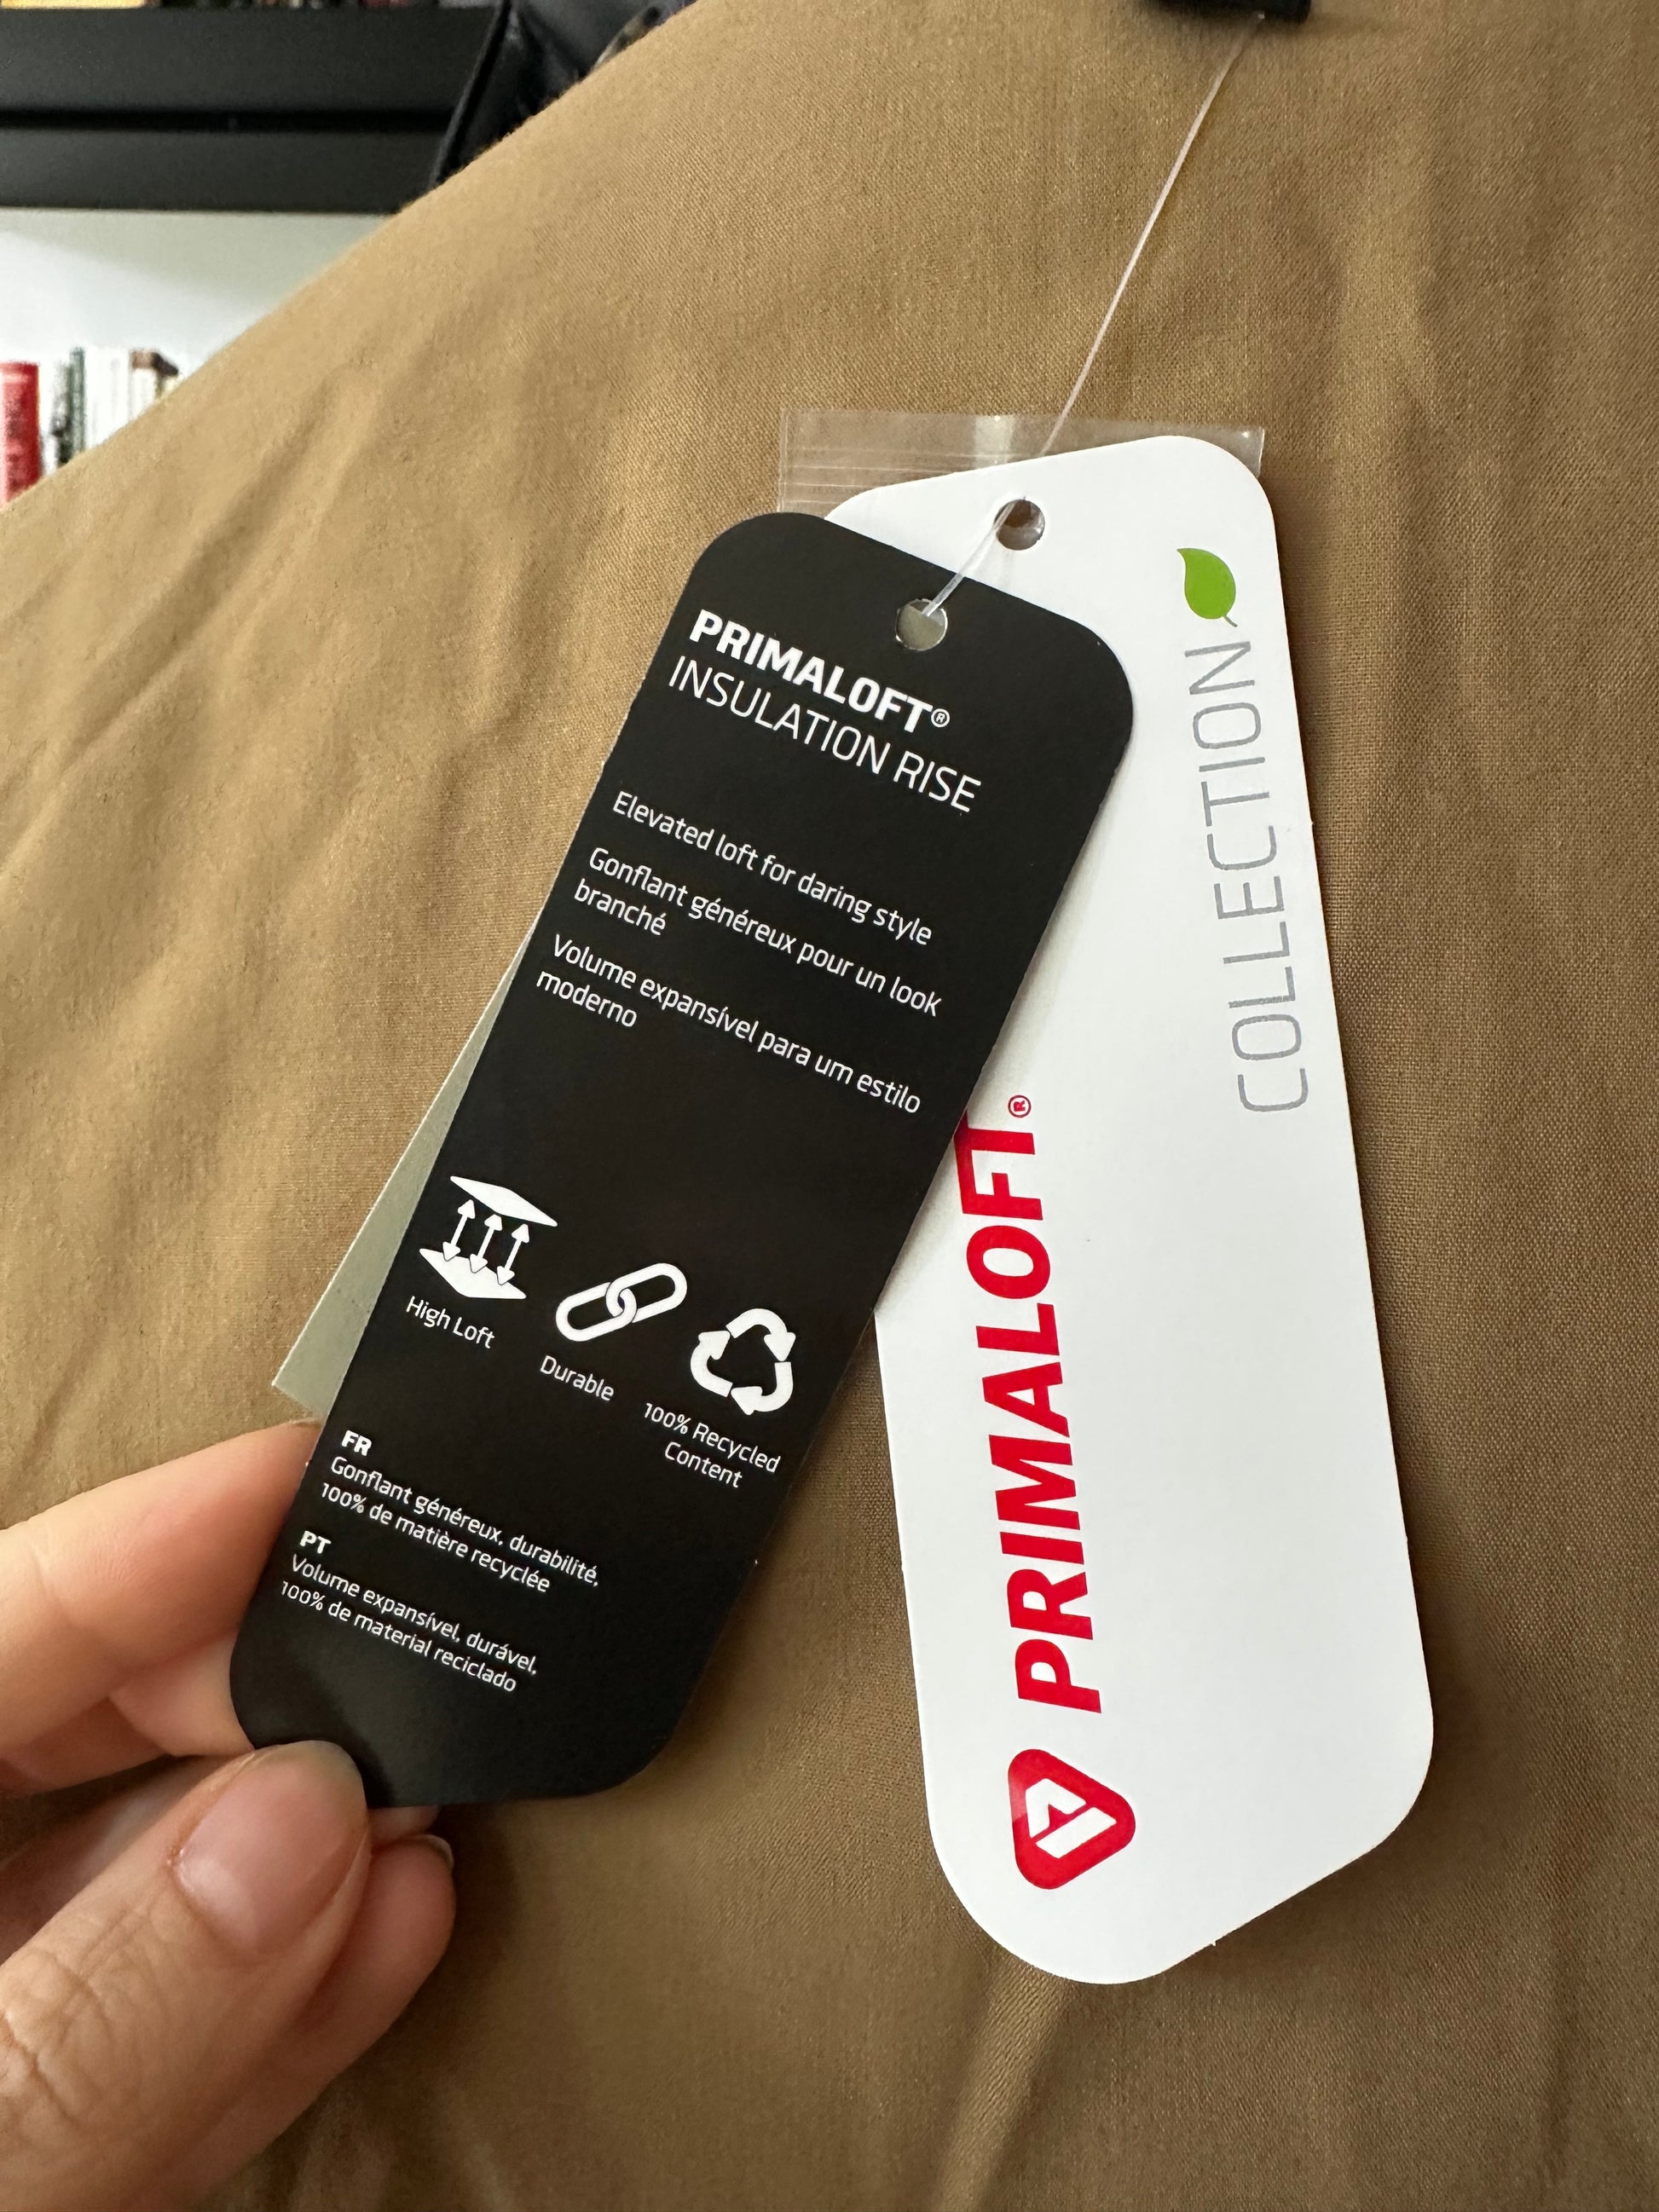 PRIMALOFT®
INSULATION RISE
Elevated loft for daring style
Gonflant généreux pour un look
branché
Volume expansível para um estilo
moderno
High Loft
Durable
100% Recycled
Content
FR
Gonflant généreux, durabilité,
100% de matière recyclée
PT
Volume expansível, durável,
100% de material reciclado
PRIMALOFT®
COLLECTION